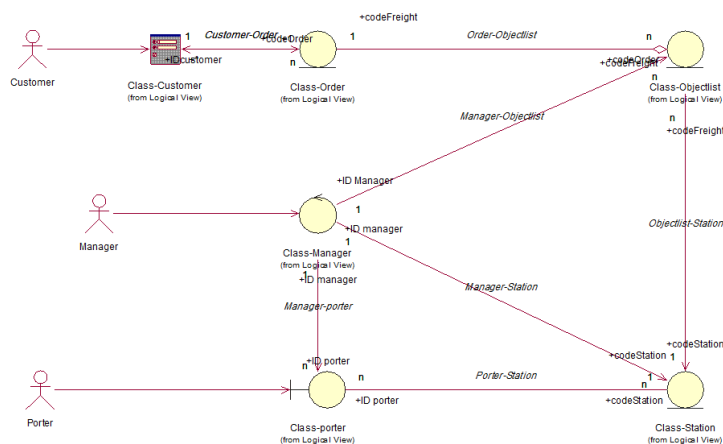 +codeFreight
1 Customer-Order +codeOrder 1 Order-Objectlist n
+IDcustomer n +codeOrder
+codeFreight
n
Customer
Class-Customer
(from Logical View)
Class-Order
(from Logical View)
Class-Objectlist
(from Logical View)
Manager-Objectlist
n
+codeFreight
+ID Manager
1
+ID manager
1
Manager
Class-Manager
(from Logical View)
Objectlist-Station
1
+ID manager
Manager-Station
Manager-porter
+codeStation
n +ID porter
+codeStation 1
n Porter-Station n 1
+ID porter +codeStation
Porter
Class-porter
(from Logical View)
Class-Station
(from Logical View)